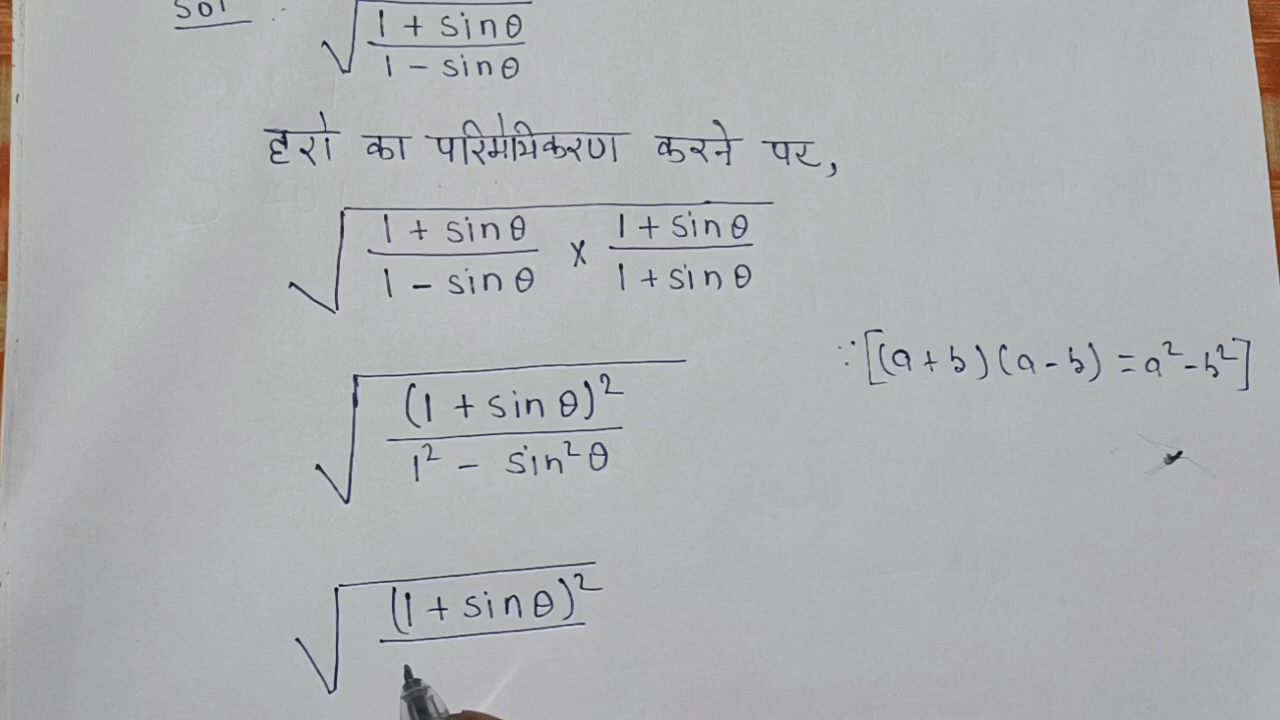 Sol
√(1 + sinθ / 1 - sinθ)
हरो का परिमेयिकरण करने पर,
√(1 + sinθ / 1 - sinθ × 1 + sinθ / 1 + sinθ)
√((1 + sinθ)² / 1² - sin²θ)
∵ [(a+b)(a-b) = a² - b²]
√((1 + sinθ)² /